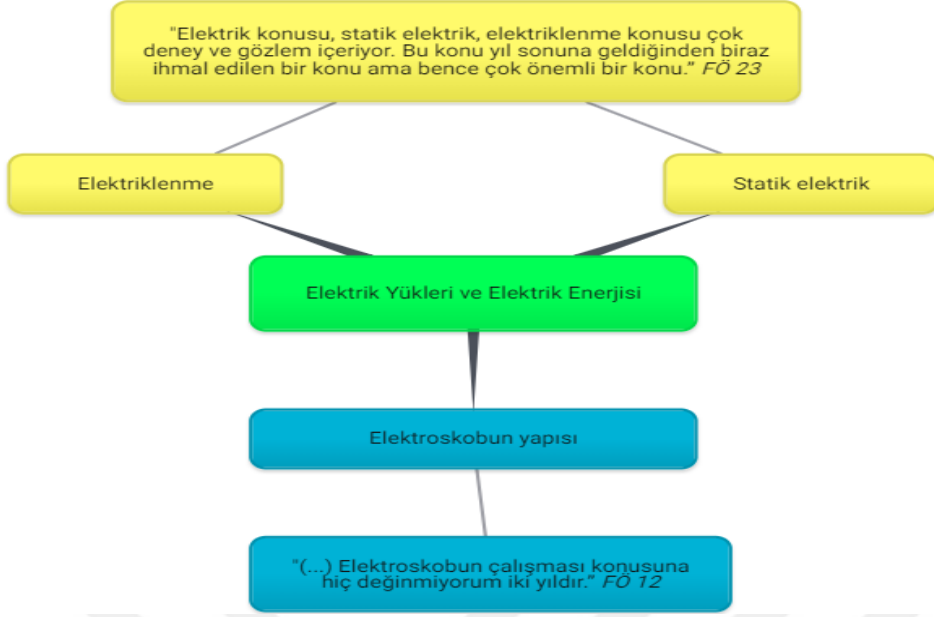 "Elektrik konusu, statik elektrik, elektriklenme konusu çok
deney ve gözlem içeriyor. Bu konu yıl sonuna geldiğinden biraz
ihmal edilen bir konu ama bence çok önemli bir konu.” FÖ 23
Elektriklenme
Statik elektrik
Elektrik Yükleri ve Elektrik Enerjisi
Elektroskobun yapısı
"(...) Elektroskobun çalışması konusuna
hiç değinmiyorum iki yıldır.” FÖ 12